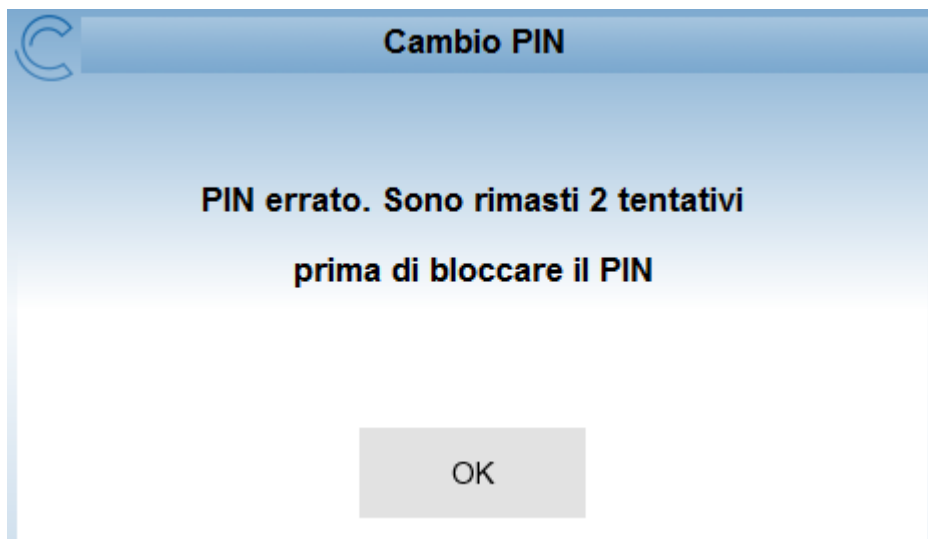 Cambio PIN
PIN errato. Sono rimasti 2 tentativi
prima di bloccare il PIN
OK